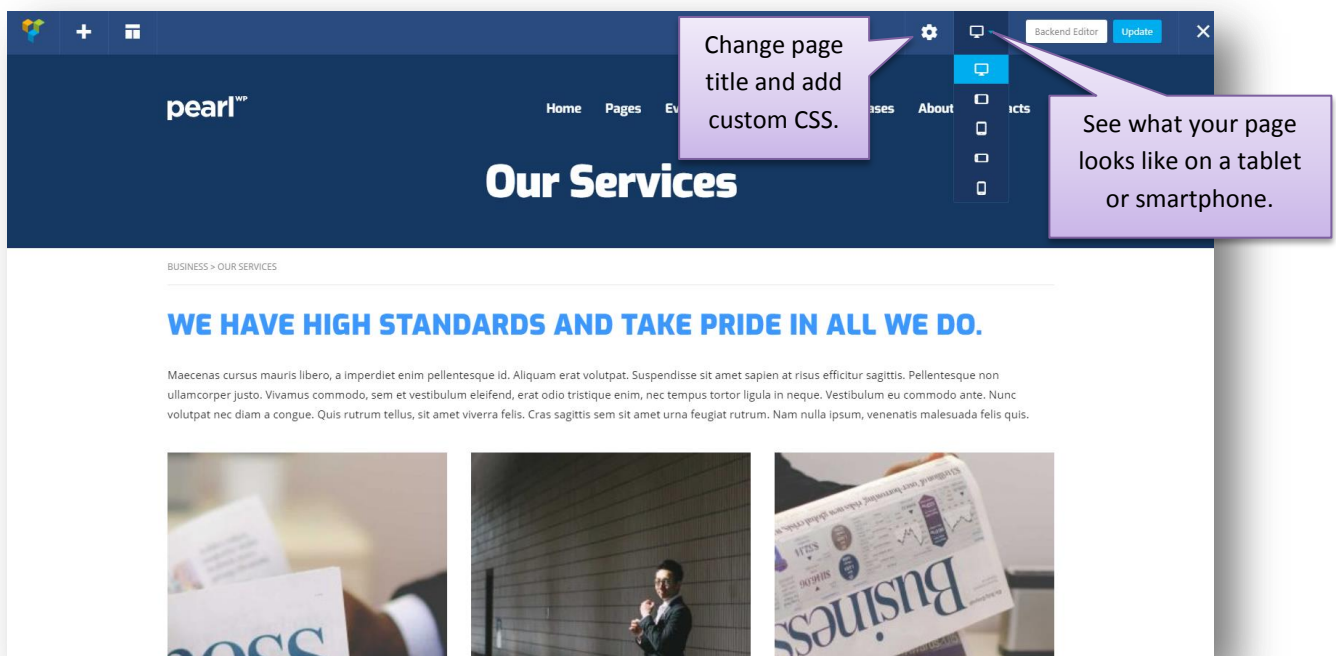 Backend Editor
Update
Change page
title and add
custom CSS.
pearl WP
Home Pages
About
See what your page
looks like on a tablet
or smartphone.
Our Services
BUSINESS > OUR SERVICES
WE HAVE HIGH STANDARDS AND TAKE PRIDE IN ALL WE DO.
Maecenas cursus mauris libero, a imperdiet enim pellentesque id. Aliquam erat volutpat. Suspendisse sit amet sapien at risus efficitur sagittis. Pellentesque non
ullamcorper justo. Vivamus commodo, sem et vestibulum eleifend, erat odio tristique enim, nec tempus tortor ligula in neque. Vestibulum eu commodo ante. Nunc
volutpat nec diam a congue. Quis rutrum tellus, sit amet viverra felis. Cras sagittis sem sit amet urna feugiat rutrum. Nam nulla ipsum, venenatis malesuada felis quis.
Business